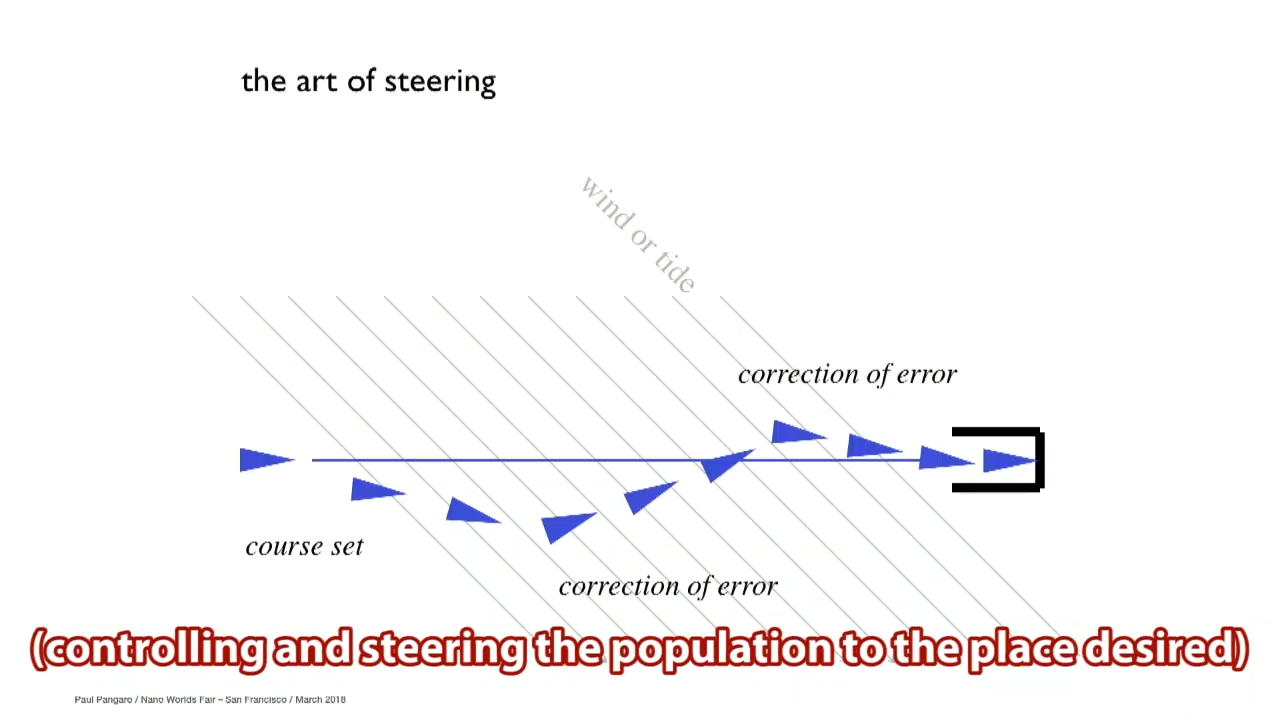 the art of steering
wind or tide
correction of error
course set
correction of error
(controlling and steering the population to the place desired)
Paul Pangaro / Nano Worlds Fair – San Francisco / March 2018